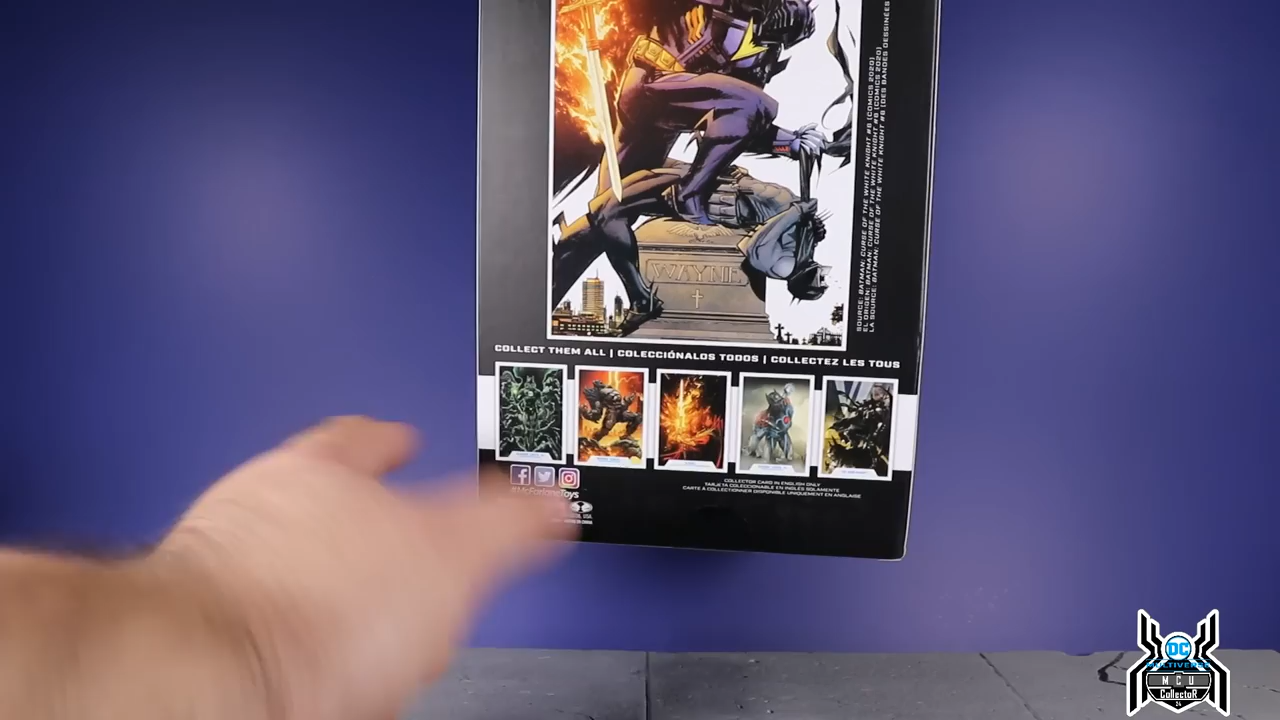 SOURCE: BATMAN: CURSE OF THE WHITE KNIGHT #8 (COMICS 2020)
EL ORIGEN: BATMAN: CURSE OF THE WHITE KNIGHT #8 (COMICS 2020)
LA SOURCE: BATMAN: CURSE OF THE WHITE KNIGHT #8 (DES BANDES DESSINÉES
WAYNE
COLLECT THEM ALL | COLECCIÓNALOS TODOS | COLLECTEZ LES TOUS
#McFarlaneToys
COLLECTOR CARD IN ENGLISH ONLY
TARJETA COLECCIONABLE EN INGLÉS SOLAMENTE
CARTE À COLLECTIONNER DISPONIBLE UNIQUEMENT EN ANGLAISE
DC
MULTIVERSE
MCU
CollectoR
24